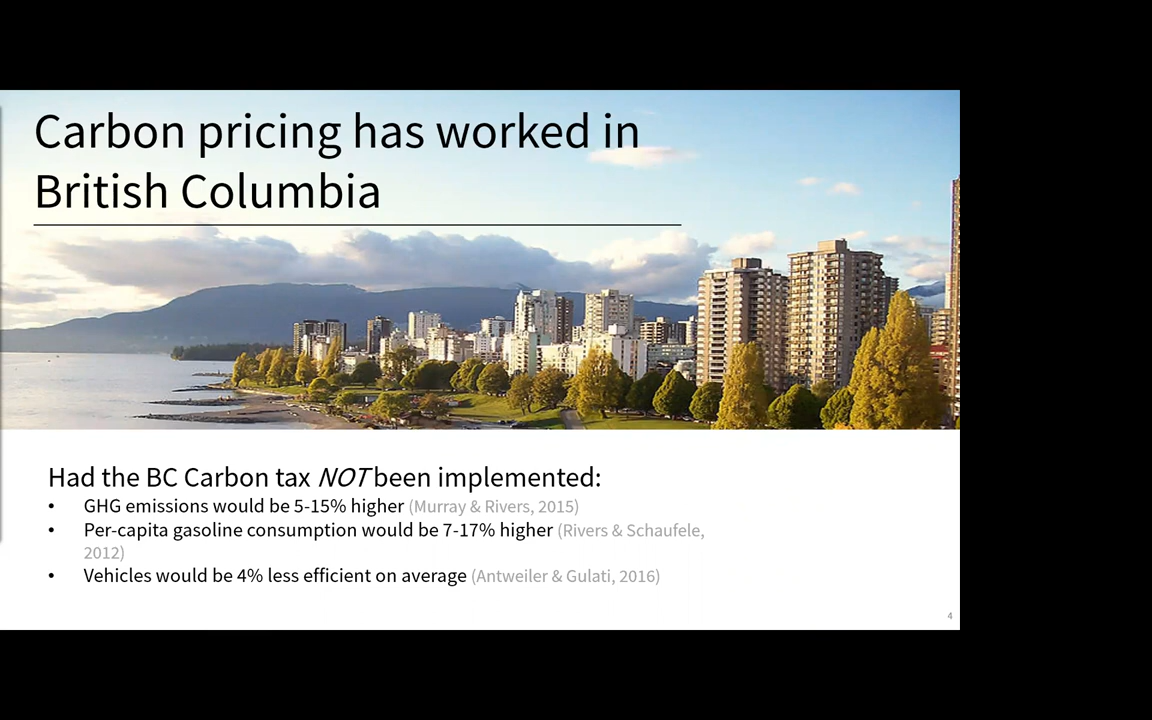 Carbon pricing has worked in
British Columbia
Had the BC Carbon tax NOT been implemented:
• GHG emissions would be 5-15% higher (Murray & Rivers, 2015)
• Per-capita gasoline consumption would be 7-17% higher (Rivers & Schaufele,
2012)
• Vehicles would be 4% less efficient on average (Antweiler & Gulati, 2016)
4